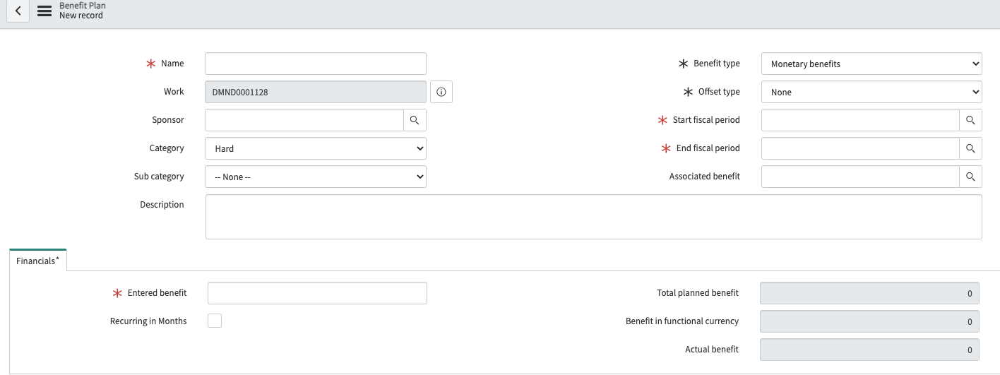 Benefit Plan
New record
* Name
* Benefit type
Monetary benefits
Work
DMND0001128
* Offset type
None
Sponsor
* Start fiscal period
Category
Hard
* End fiscal period
Sub category
-- None --
Associated benefit
Description
Financials*
* Entered benefit
Total planned benefit
0
Recurring in Months
Benefit in functional currency
0
Actual benefit
0